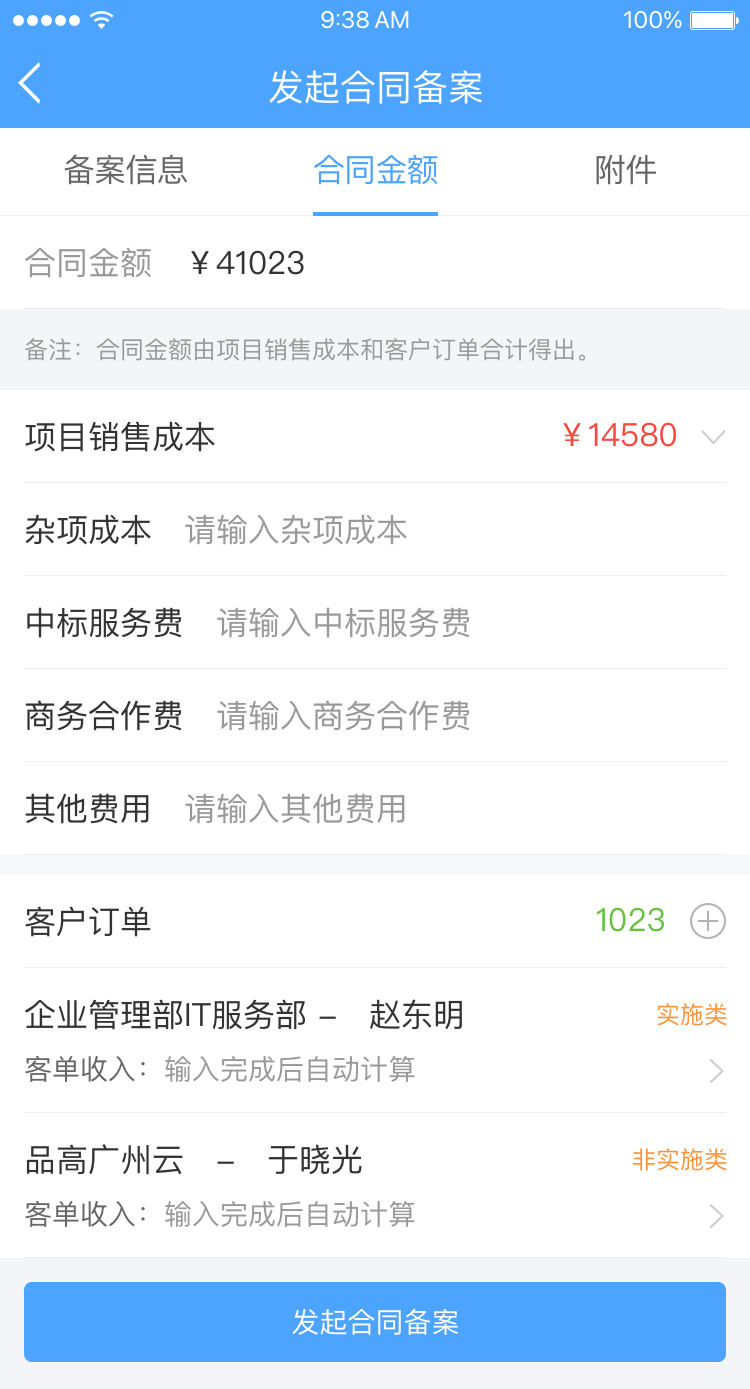 9:38 AM 100%
发起合同备案
备案信息 合同金额 附件
合同金额 ¥41023
备注：合同金额由项目销售成本和客户订单合计得出。
项目销售成本 ¥14580
杂项成本 请输入杂项成本
中标服务费 请输入中标服务费
商务合作费 请输入商务合作费
其他费用 请输入其他费用
客户订单 1023
企业管理部IT服务部 – 赵东明 实施类
客单收入：输入完成后自动计算
品高广州云 – 于晓光 非实施类
客单收入：输入完成后自动计算
发起合同备案